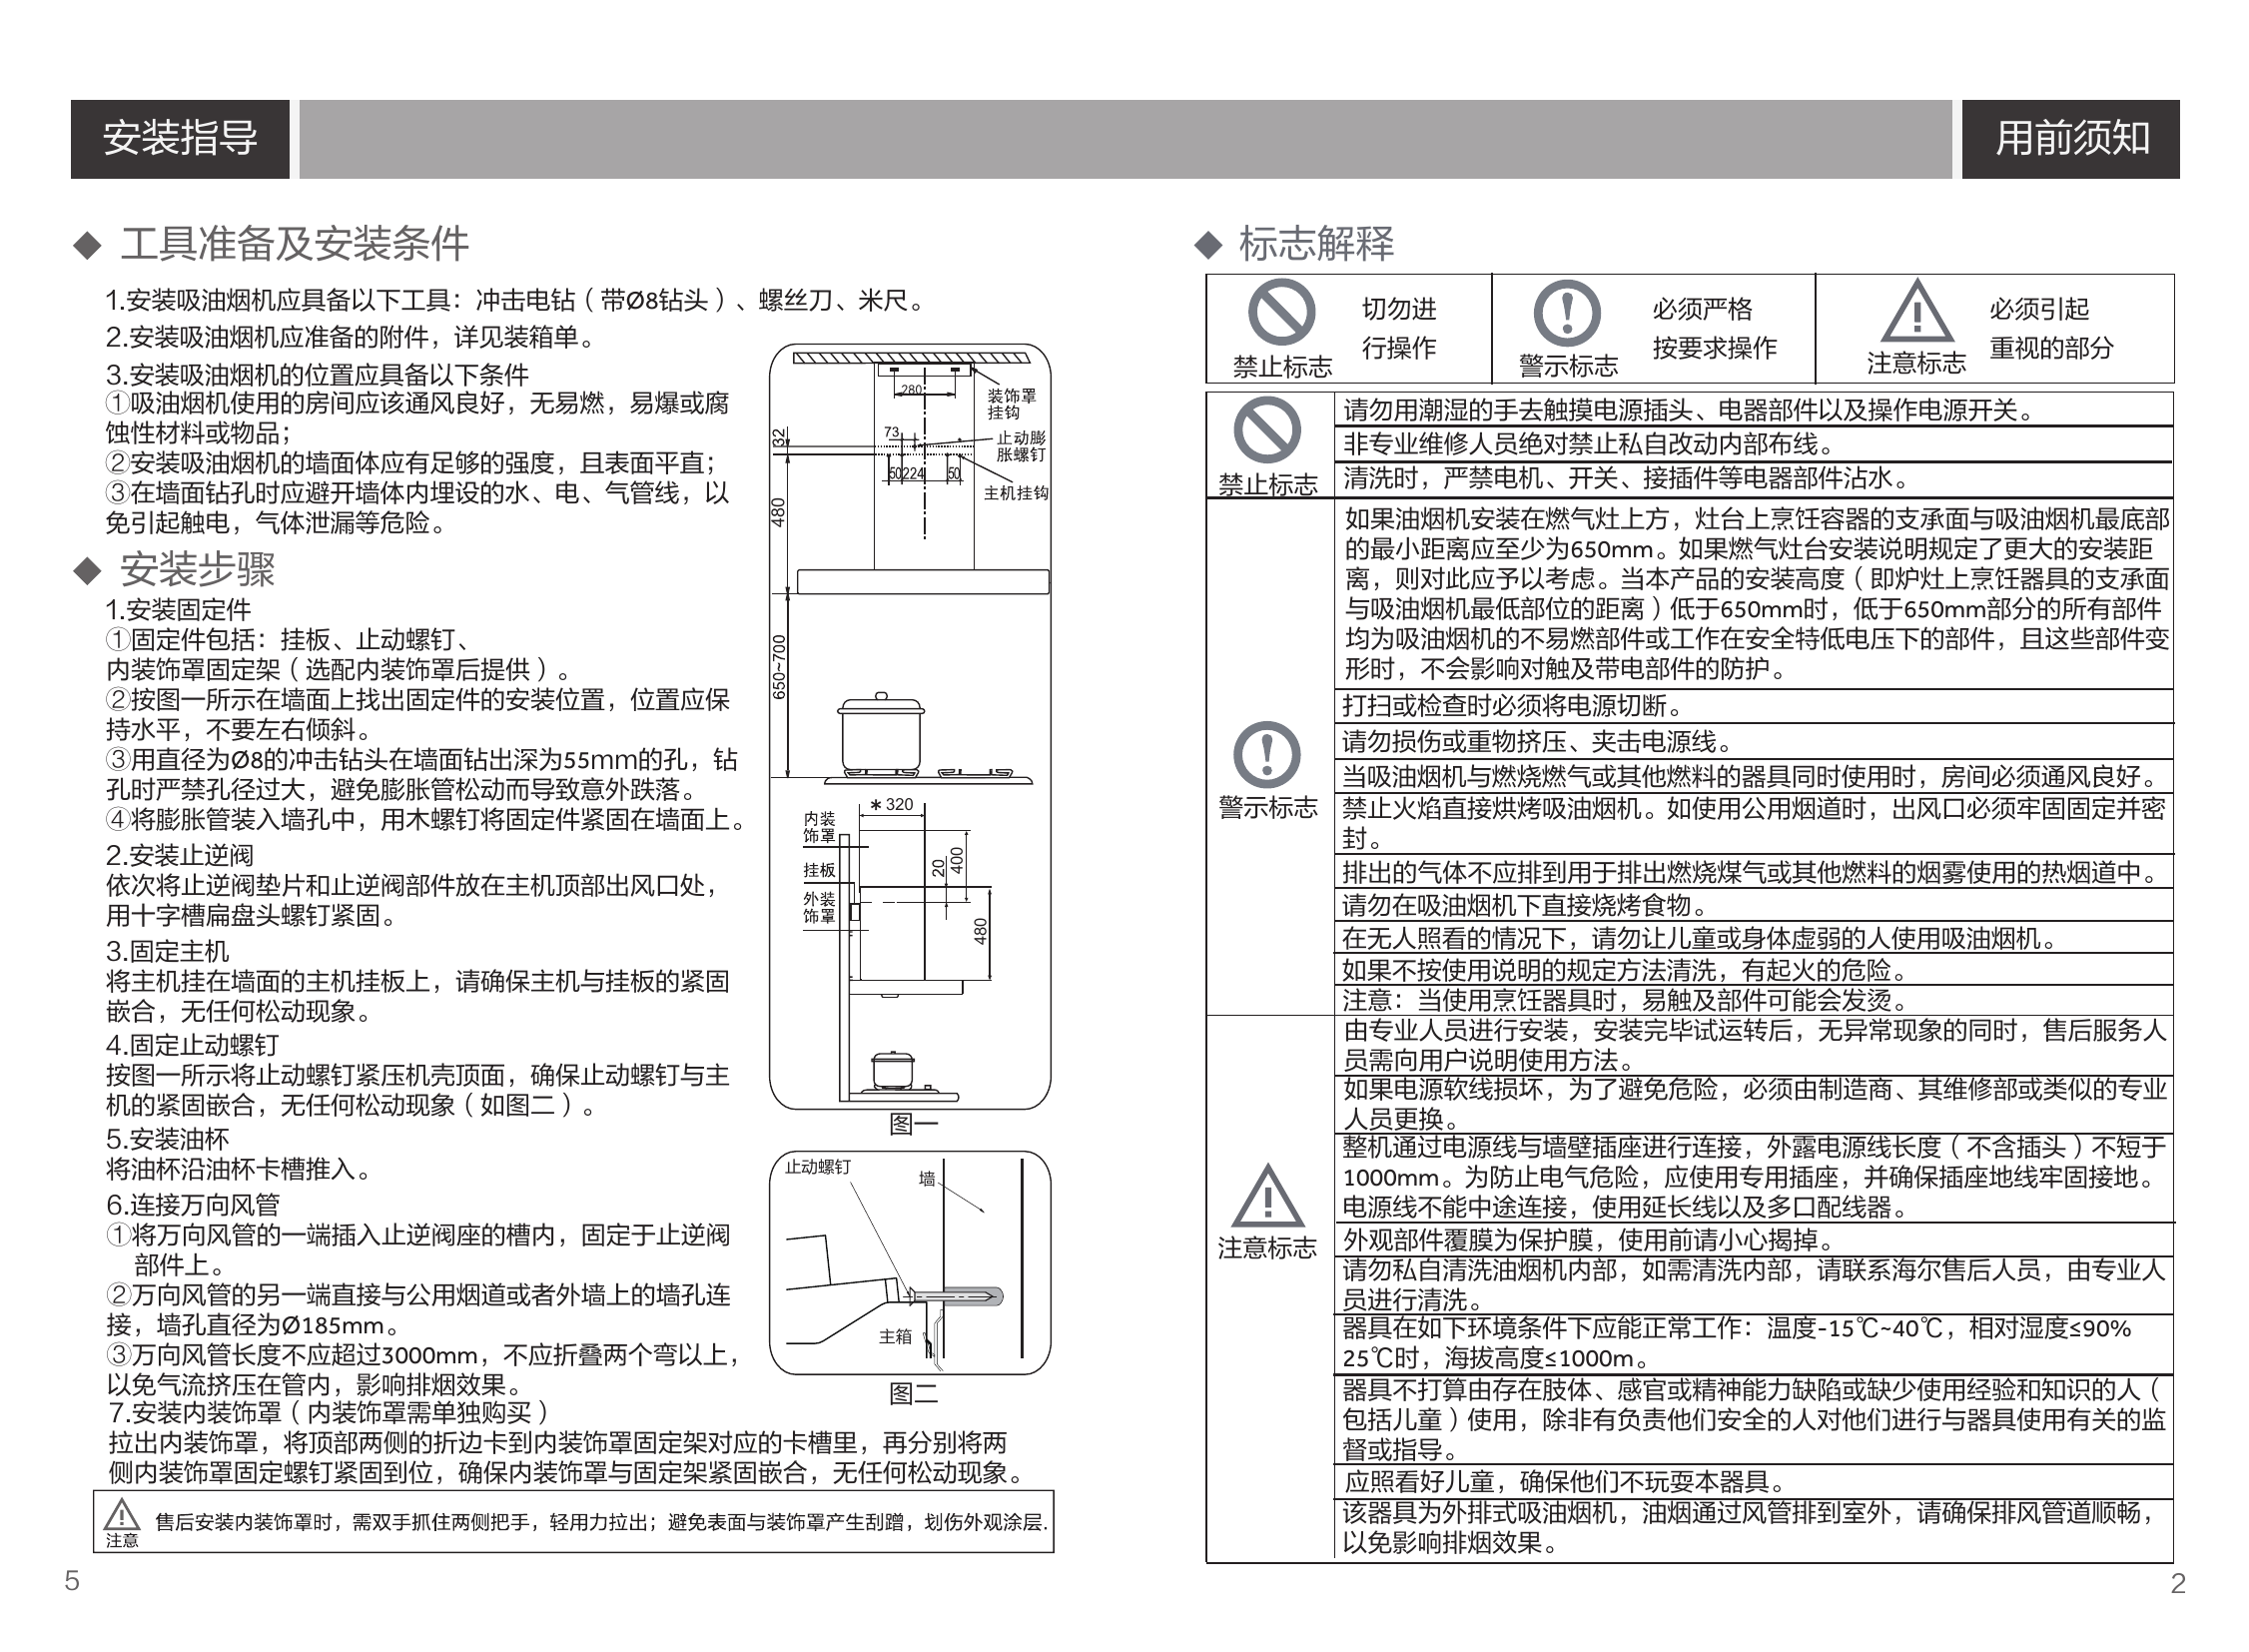 安装指导
用前须知
◆ 工具准备及安装条件
1.安装吸油烟机应具备以下工具：冲击电钻（带Ø8钻头）、螺丝刀、米尺。
2.安装吸油烟机应准备的附件，详见装箱单。
3.安装吸油烟机的位置应具备以下条件
①吸油烟机使用的房间应该通风良好，无易燃，易爆或腐
蚀性材料或物品；
②安装吸油烟机的墙面体应有足够的强度，且表面平直；
③在墙面钻孔时应避开墙体内埋设的水、电、气管线，以
免引起触电，气体泄漏等危险。
◆ 安装步骤
1.安装固定件
①固定件包括：挂板、止动螺钉、
内装饰罩固定架（选配内装饰罩后提供）。
②按图一所示在墙面上找出固定件的安装位置，位置应保
持水平，不要左右倾斜。
③用直径为Ø8的冲击钻头在墙面钻出深为55mm的孔，钻
孔时严禁孔径过大，避免膨胀管松动而导致意外跌落。
④将膨胀管装入墙孔中，用木螺钉将固定件紧固在墙面上。
2.安装止逆阀
依次将止逆阀垫片和止逆阀部件放在主机顶部出风口处，
用十字槽扁盘头螺钉紧固。
3.固定主机
将主机挂在墙面的主机挂板上，请确保主机与挂板的紧固
嵌合，无任何松动现象。
4.固定止动螺钉
按图一所示将止动螺钉紧压机壳顶面，确保止动螺钉与主
机的紧固嵌合，无任何松动现象（如图二）。
5.安装油杯
将油杯沿油杯卡槽推入。
6.连接万向风管
①将万向风管的一端插入止逆阀座的槽内，固定于止逆阀
部件上。
②万向风管的另一端直接与公用烟道或者外墙上的墙孔连
接，墙孔直径为Ø185mm。
③万向风管长度不应超过3000mm，不应折叠两个弯以上，
以免气流挤压在管内，影响排烟效果。
7.安装内装饰罩（内装饰罩需单独购买）
拉出内装饰罩，将顶部两侧的折边卡到内装饰罩固定架对应的卡槽里，再分别将两
侧内装饰罩固定螺钉紧固到位，确保内装饰罩与固定架紧固嵌合，无任何松动现象。
注意
售后安装内装饰罩时，需双手抓住两侧把手，轻用力拉出；避免表面与装饰罩产生刮蹭，划伤外观涂层.
5
280
装饰罩
挂钩
32
73
止动膨
胀螺钉
50 224 50
主机挂钩
480
650~700
∗320
内装
饰罩
挂板
外装
饰罩
20
400
480
图一
止动螺钉
墙
主箱
图二
◆ 标志解释
禁止标志
切勿进
行操作
警示标志
必须严格
按要求操作
注意标志
必须引起
重视的部分
禁止标志
请勿用潮湿的手去触摸电源插头、电器部件以及操作电源开关。
非专业维修人员绝对禁止私自改动内部布线。
清洗时，严禁电机、开关、接插件等电器部件沾水。
警示标志
如果油烟机安装在燃气灶上方，灶台上烹饪容器的支承面与吸油烟机最底部
的最小距离应至少为650mm。如果燃气灶台安装说明规定了更大的安装距
离，则对此应予以考虑。当本产品的安装高度（即炉灶上烹饪器具的支承面
与吸油烟机最低部位的距离）低于650mm时，低于650mm部分的所有部件
均为吸油烟机的不易燃部件或工作在安全特低电压下的部件，且这些部件变
形时，不会影响对触及带电部件的防护。
打扫或检查时必须将电源切断。
请勿损伤或重物挤压、夹击电源线。
当吸油烟机与燃烧燃气或其他燃料的器具同时使用时，房间必须通风良好。
禁止火焰直接烘烤吸油烟机。如使用公用烟道时，出风口必须牢固固定并密
封。
排出的气体不应排到用于排出燃烧煤气或其他燃料的烟雾使用的热烟道中。
请勿在吸油烟机下直接烧烤食物。
在无人照看的情况下，请勿让儿童或身体虚弱的人使用吸油烟机。
如果不按使用说明的规定方法清洗，有起火的危险。
注意：当使用烹饪器具时，易触及部件可能会发烫。
注意标志
由专业人员进行安装，安装完毕试运转后，无异常现象的同时，售后服务人
员需向用户说明使用方法。
如果电源软线损坏，为了避免危险，必须由制造商、其维修部或类似的专业
人员更换。
整机通过电源线与墙壁插座进行连接，外露电源线长度（不含插头）不短于
1000mm。为防止电气危险，应使用专用插座，并确保插座地线牢固接地。
电源线不能中途连接，使用延长线以及多口配线器。
外观部件覆膜为保护膜，使用前请小心揭掉。
请勿私自清洗油烟机内部，如需清洗内部，请联系海尔售后人员，由专业人
员进行清洗。
器具在如下环境条件下应能正常工作：温度-15℃~40℃，相对湿度≤90%
25℃时，海拔高度≤1000m。
器具不打算由存在肢体、感官或精神能力缺陷或缺少使用经验和知识的人（
包括儿童）使用，除非有负责他们安全的人对他们进行与器具使用有关的监
督或指导。
应照看好儿童，确保他们不玩耍本器具。
该器具为外排式吸油烟机，油烟通过风管排到室外，请确保排风管道顺畅，
以免影响排烟效果。
2